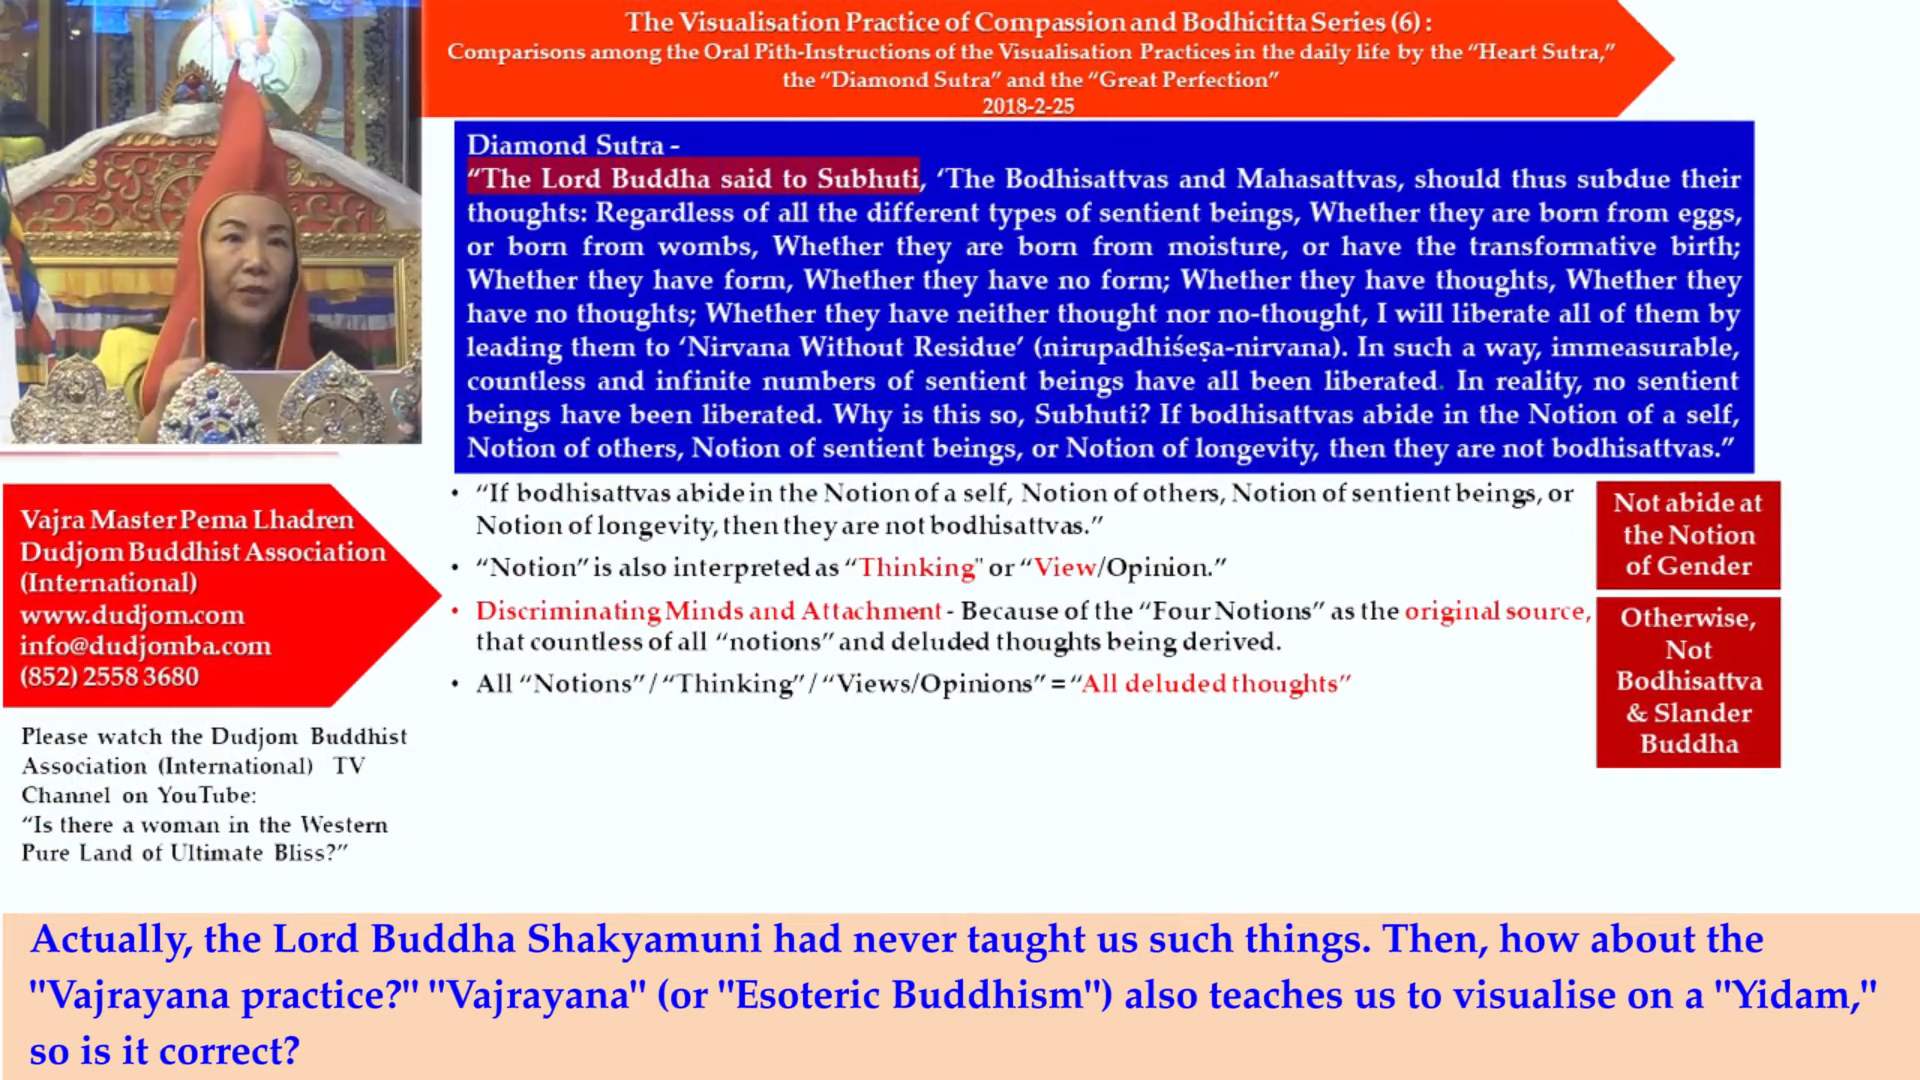 The Visualisation Practice of Compassion and Bodhicitta Series (6) :
Comparisons among the Oral Pith-Instructions of the Visualisation Practices in the daily life by the “Heart Sutra,”
the “Diamond Sutra” and the “Great Perfection”
2018-2-25
Diamond Sutra -
“The Lord Buddha said to Subhuti, ‘The Bodhisattvas and Mahasattvas, should thus subdue their
thoughts: Regardless of all the different types of sentient beings, Whether they are born from eggs,
or born from wombs, Whether they are born from moisture, or have the transformative birth;
Whether they have form, Whether they have no form; Whether they have thoughts, Whether they
have no thoughts; Whether they have neither thought nor no-thought, I will liberate all of them by
leading them to ‘Nirvana Without Residue’ (nirupadhiśeṣa-nirvana). In such a way, immeasurable,
countless and infinite numbers of sentient beings have all been liberated. In reality, no sentient
beings have been liberated. Why is this so, Subhuti? If bodhisattvas abide in the Notion of a self,
Notion of others, Notion of sentient beings, or Notion of longevity, then they are not bodhisattvas.”
• “If bodhisattvas abide in the Notion of a self, Notion of others, Notion of sentient beings, or
Notion of longevity, then they are not bodhisattvas.”
• “Notion” is also interpreted as “Thinking" or “View/Opinion.”
• Discriminating Minds and Attachment - Because of the “Four Notions” as the original source,
that countless of all “notions” and deluded thoughts being derived.
• All “Notions” / “Thinking” / “Views/Opinions” = “All deluded thoughts”
Not abide at
the Notion
of Gender
Otherwise,
Not
Bodhisattva
& Slander
Buddha
Vajra Master Pema Lhadren
Dudjom Buddhist Association
(International)
www.dudjom.com
info@dudjomba.com
(852) 2558 3680
Please watch the Dudjom Buddhist
Association (International) TV
Channel on YouTube:
“Is there a woman in the Western
Pure Land of Ultimate Bliss?”
Actually, the Lord Buddha Shakyamuni had never taught us such things. Then, how about the
"Vajrayana practice?" "Vajrayana" (or "Esoteric Buddhism") also teaches us to visualise on a "Yidam,"
so is it correct?